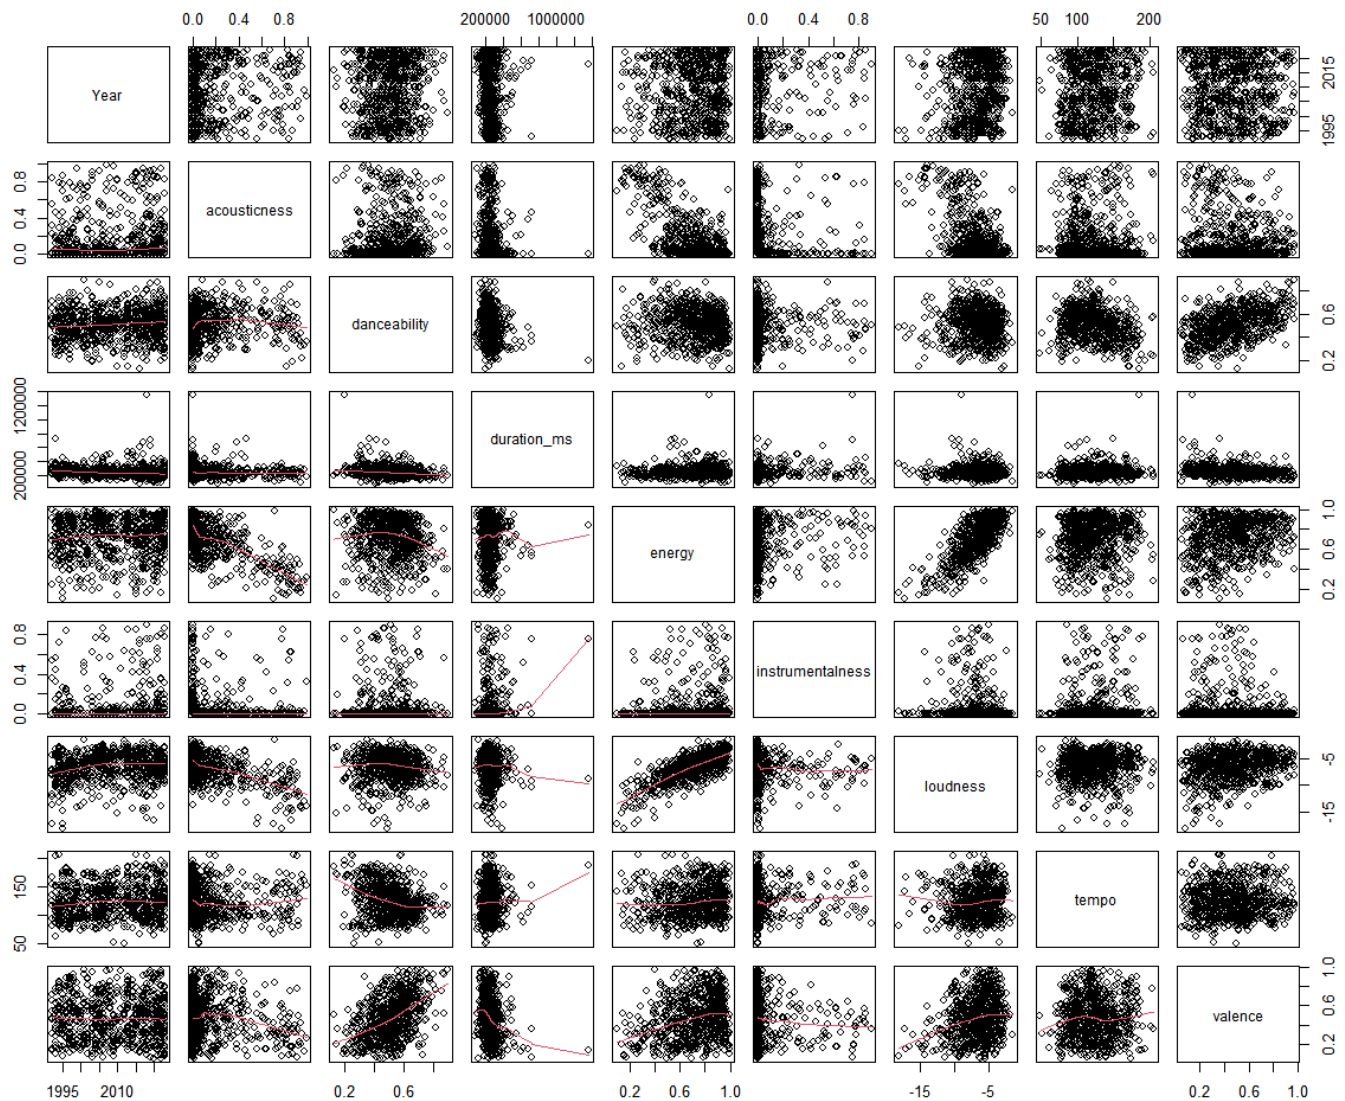 0.0 0.4 0.8 200000 1000000 0.0 0.4 0.8 50 100 200
Year 1995 2015
0.0 0.4 0.8 acousticness
danceability 0.2 0.6
200000 1200000 duration_ms
energy 0.2 0.6 1.0
0.0 0.4 0.8 instrumentalness
loudness -15 -5
50 150 tempo
valence 0.2 0.6 1.0
1995 2010 0.2 0.6 0.2 0.6 1.0 -15 -5 0.2 0.6 1.0